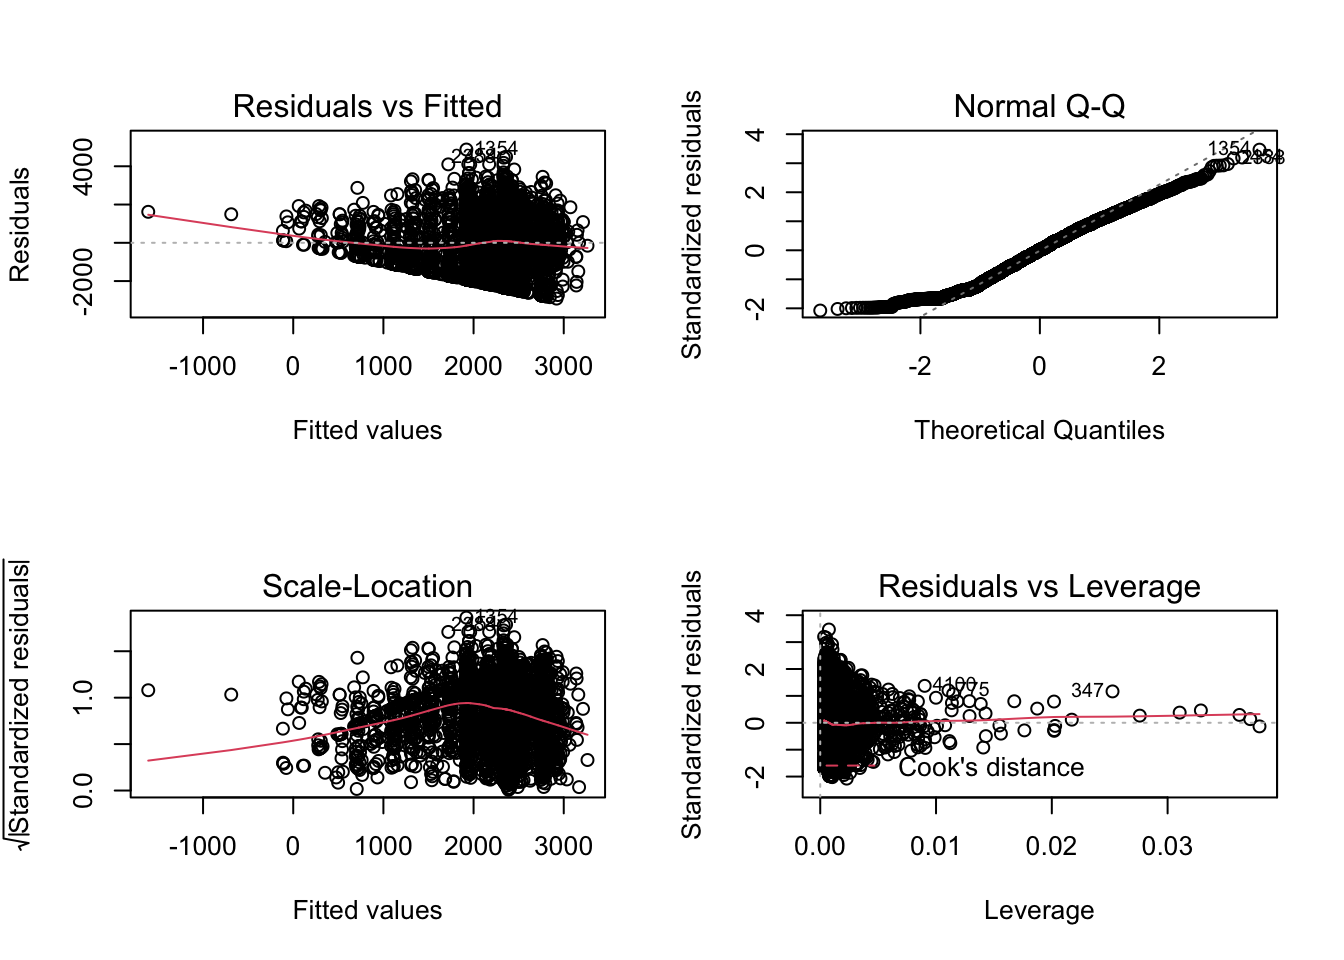 Residuals vs Fitted
Residuals
4000
-2000
1354
-1000 0 1000 2000 3000
Fitted values
Normal Q-Q
Standardized residuals
4
2
0
-2
1354
-2 0 2
Theoretical Quantiles
Scale-Location
√|Standardized residuals|
1.0
0.0
1354
-1000 0 1000 2000 3000
Fitted values
Residuals vs Leverage
Standardized residuals
4
2
0
-2
4100
347
Cook's distance
0.00 0.01 0.02 0.03
Leverage